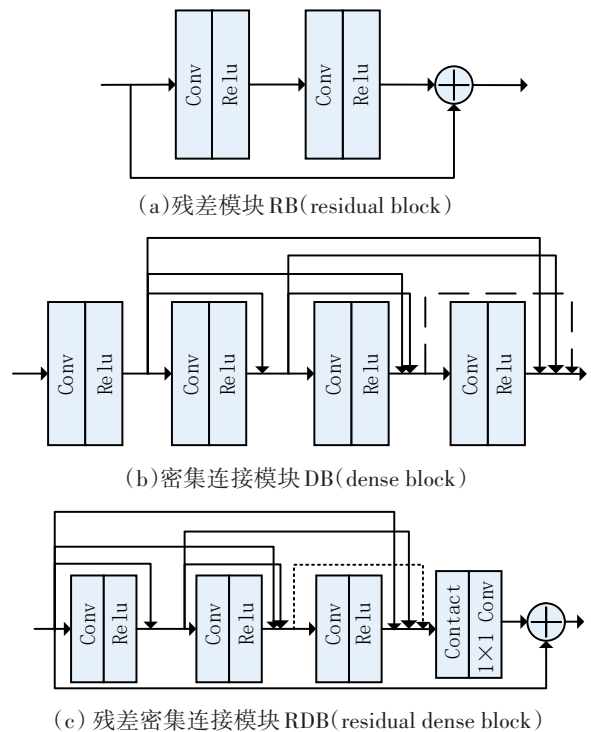 Conv Relu Conv Relu
(a)残差模块RB(residual block)
Conv Relu Conv Relu Conv Relu Conv Relu
(b)密集连接模块DB(dense block)
Conv Relu Conv Relu Conv Relu Contact 1×1 Conv
(c) 残差密集连接模块RDB(residual dense block)